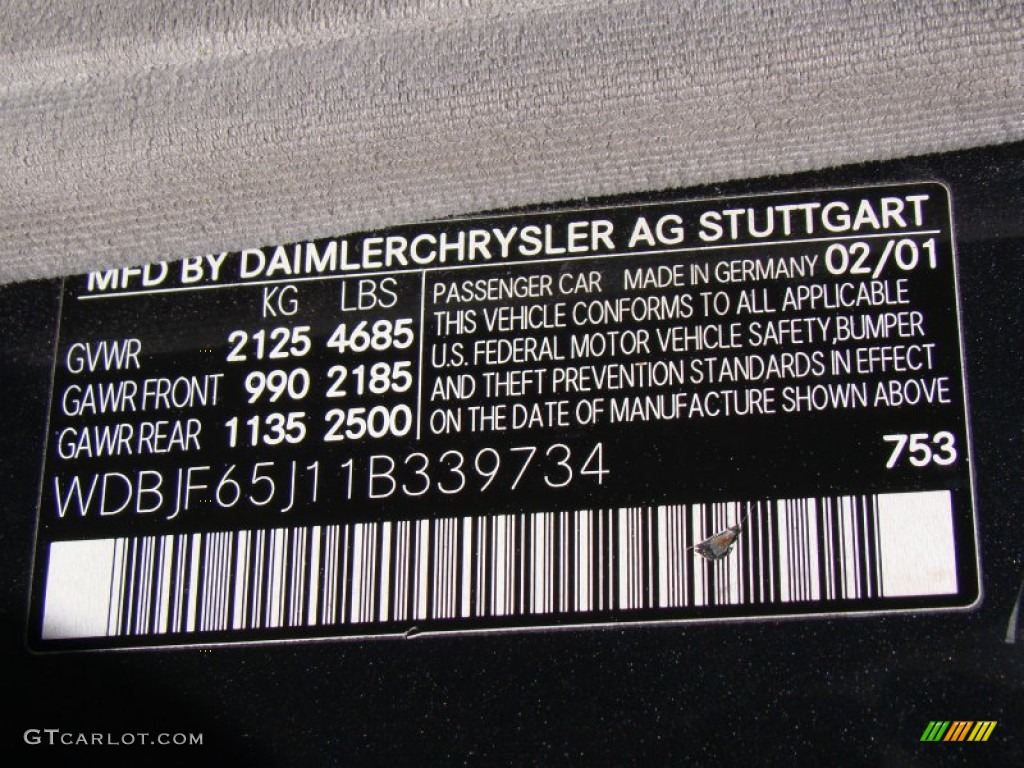 MFD BY DAIMLERCHRYSLER AG STUTTGART
KG LBS
GVWR 2125 4685
GAWR FRONT 990 2185
GAWR REAR 1135 2500
PASSENGER CAR MADE IN GERMANY 02/01
THIS VEHICLE CONFORMS TO ALL APPLICABLE
U.S. FEDERAL MOTOR VEHICLE SAFETY,BUMPER
AND THEFT PREVENTION STANDARDS IN EFFECT
ON THE DATE OF MANUFACTURE SHOWN ABOVE
WDBJF65J11B339734
753
GTCARLOT.COM